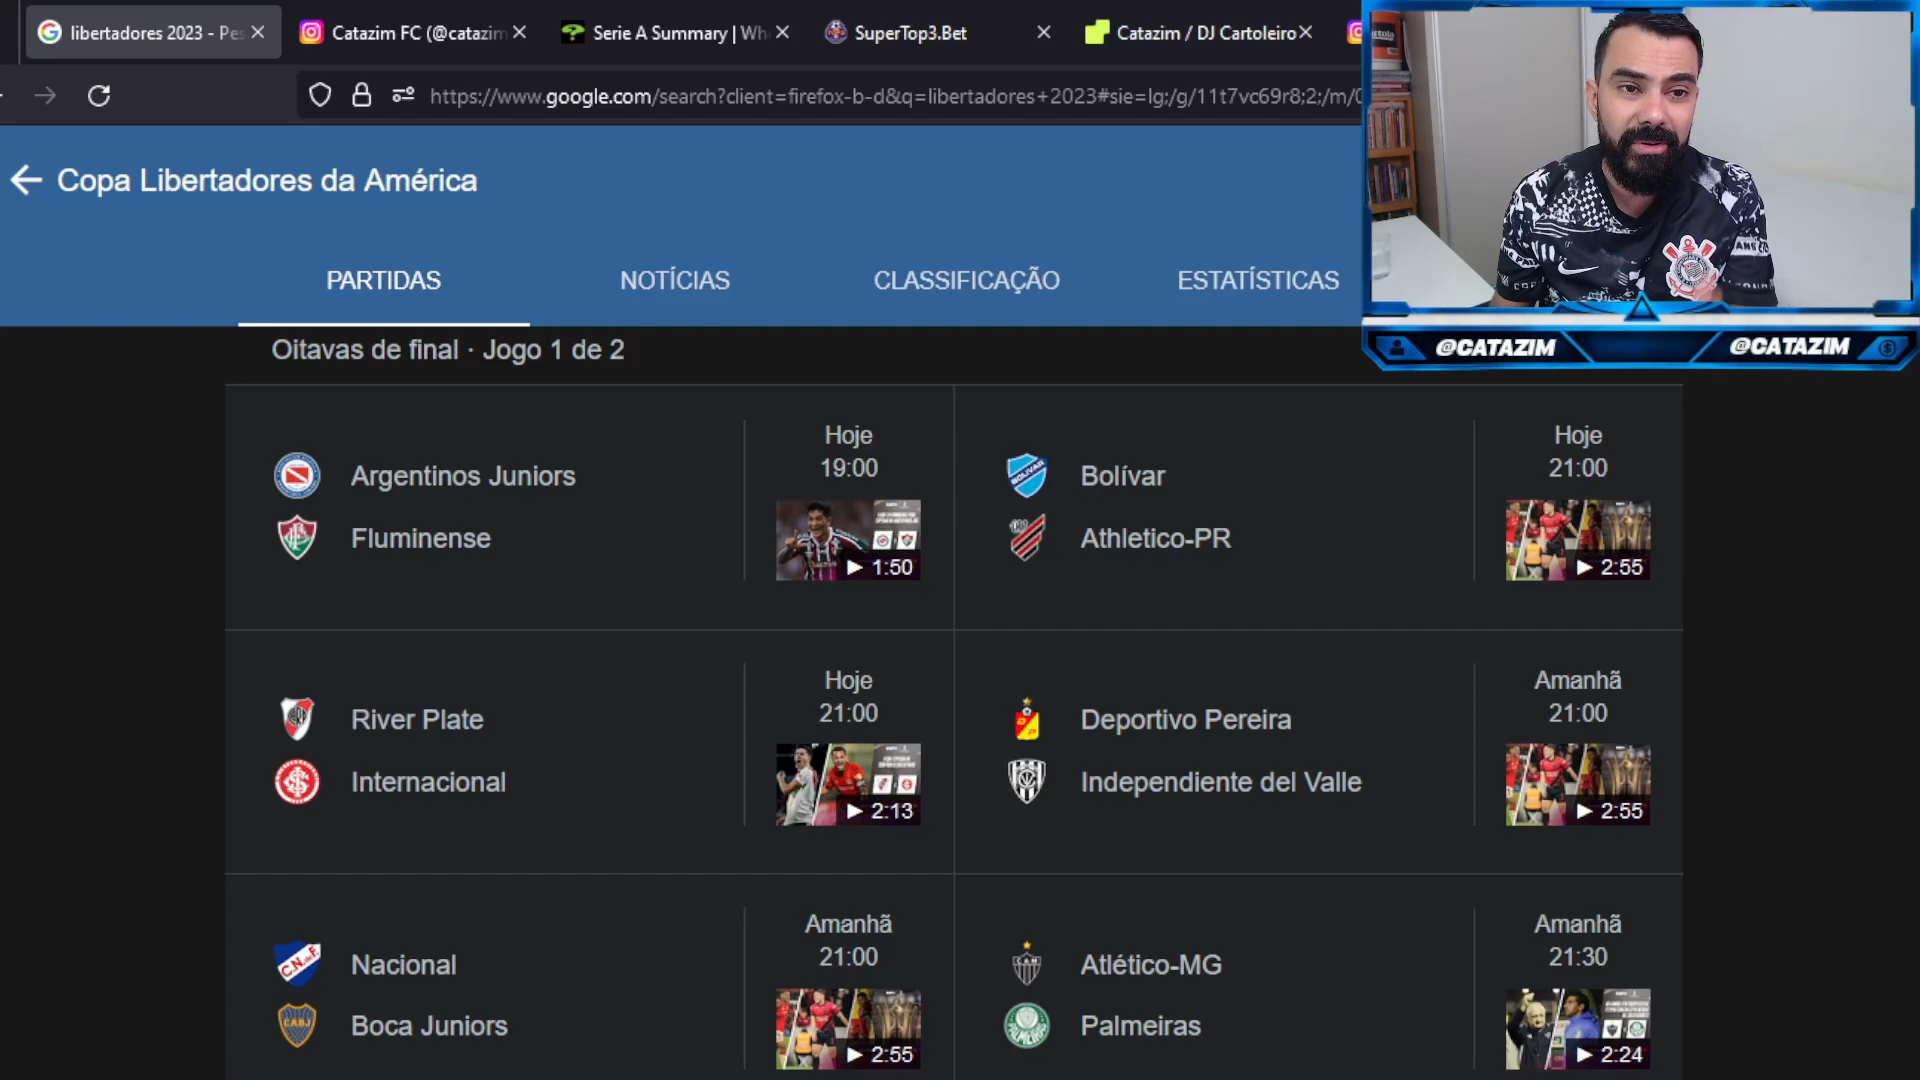 libertadores 2023 - Pes
Catazim FC (@catazim
Serie A Summary | Wh
SuperTop3.Bet
Catazim / DJ Cartoleiro
https://www.google.com/search?client=firefox-b-d&q=libertadores+2023#sie=lg;/g/11t7vc69r8;2;/m/0
Copa Libertadores da América
PARTIDAS
NOTÍCIAS
CLASSIFICAÇÃO
ESTATÍSTICAS
@CATAZIM
@CATAZIM
Oitavas de final · Jogo 1 de 2
Argentinos Juniors
Fluminense
Hoje
19:00
1:50
Bolívar
Athletico-PR
Hoje
21:00
2:55
River Plate
Internacional
Hoje
21:00
2:13
Deportivo Pereira
Independiente del Valle
Amanhã
21:00
2:55
Nacional
Boca Juniors
Amanhã
21:00
2:55
Atlético-MG
Palmeiras
Amanhã
21:30
2:24
BOLIVAR
C.N.deF.
CABJ
CAM
PALMEIRAS